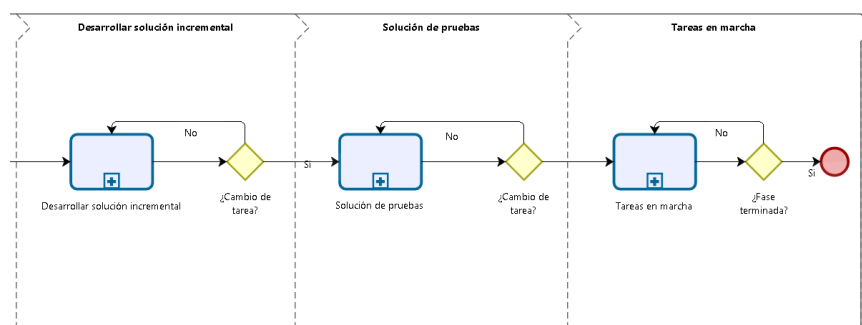 Desarrollar solución incremental
Solución de pruebas
Tareas en marcha
No
No
No
Si
Si
¿Cambio de
tarea?
¿Cambio de
tarea?
¿Fase
terminada?
Desarrollar solución incremental
Solución de pruebas
Tareas en marcha